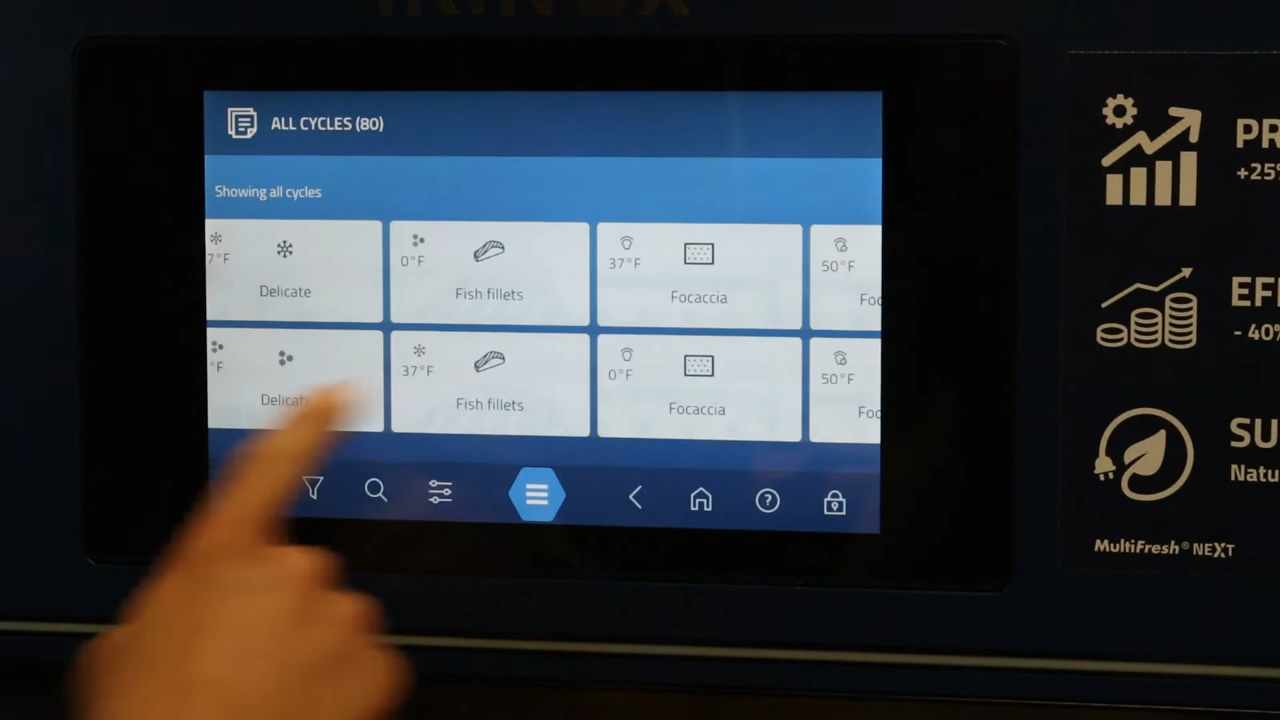 ALL CYCLES (80)
Showing all cycles
7°F
Delicate
0°F
Fish fillets
37°F
Focaccia
50°F
Foc
°F
Delicat
37°F
Fish fillets
0°F
Focaccia
50°F
Foc
?
PR
+25%
EFF
- 40%
SU
Natu
MultiFresh® NEXT